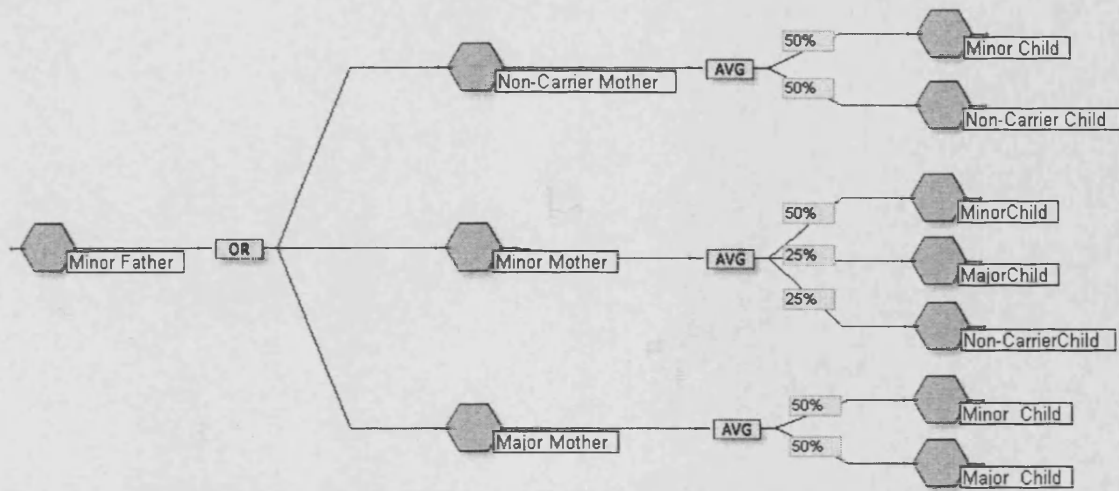 50%
Minor Child
Non-Carrier Mother
AVG
50%
Non-Carrier Child
50%
MinorChild
Minor Father
OR
Minor Mother
AVG
25%
MajorChild
25%
Non-CarrierChild
50%
Minor Child
Major Mother
AVG
50%
Major Child